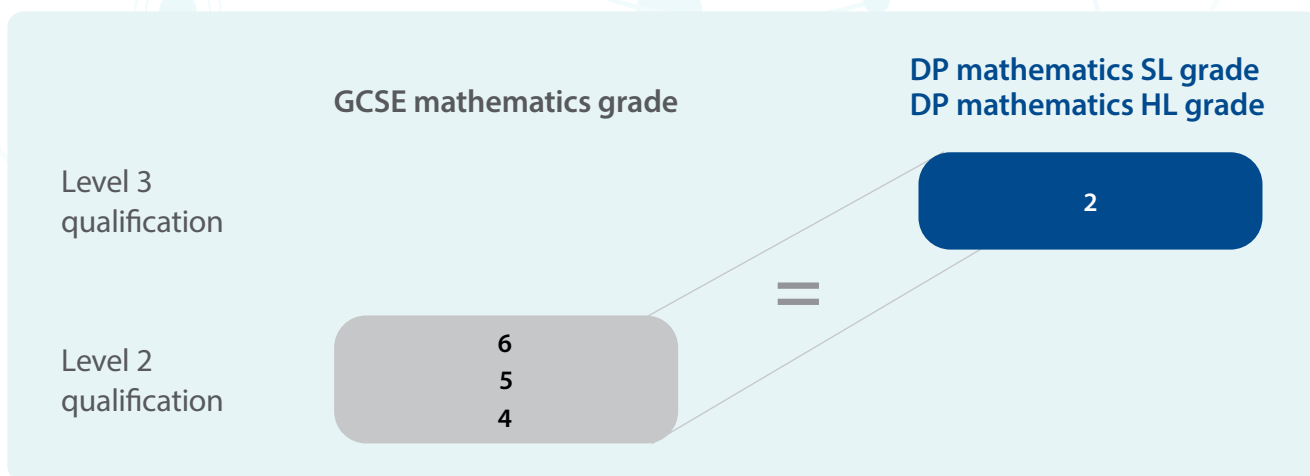 GCSE mathematics grade
DP mathematics SL grade
DP mathematics HL grade
Level 3
qualification
2
=
Level 2
qualification
6
5
4